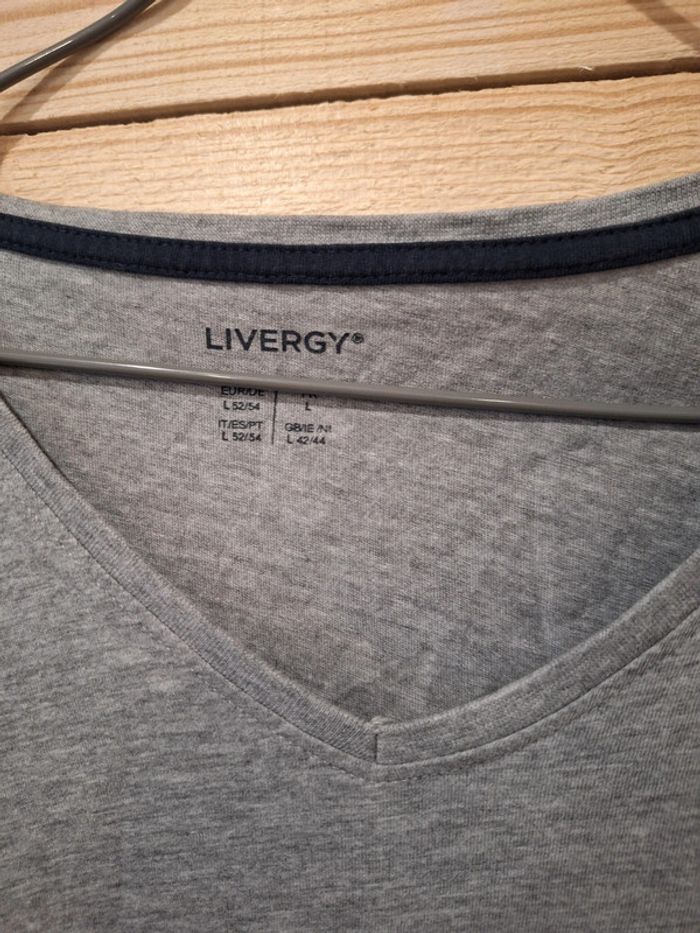 LIVERGY®
EUR/DE
L 52/54
L
IT/ES/PT
L 52/54
GB/IE/NI
L 42/44